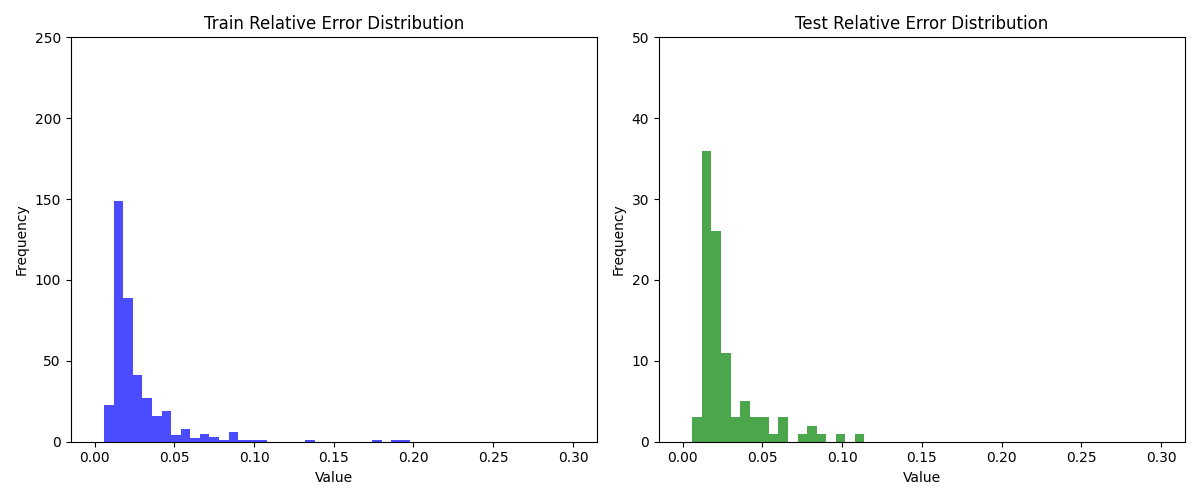 Train Relative Error Distribution
250
200
150
100
50
0
Frequency
0.00 0.05 0.10 0.15 0.20 0.25 0.30
Value
Test Relative Error Distribution
50
40
30
20
10
0
Frequency
0.00 0.05 0.10 0.15 0.20 0.25 0.30
Value